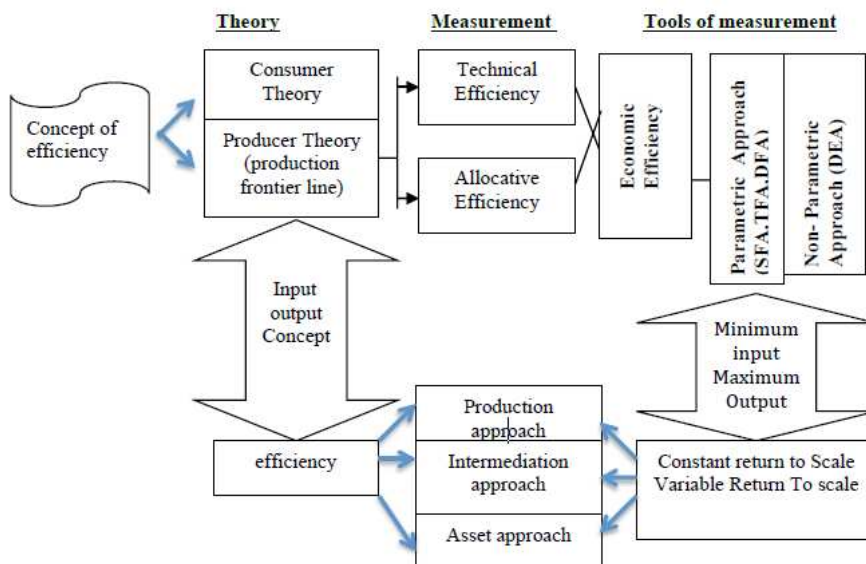 Theory
Measurement
Tools of measurement
Concept of
efficiency
Consumer
Theory
Producer Theory
(production
frontier line)
Technical
Efficiency
Allocative
Efficiency
Economic
Efficiency
Parametric Approach
(SFA.TFA.DFA)
Non- Parametric
Approach (DEA)
Input
output
Concept
Minimum
input
Maximum
Output
efficiency
Production
approach
Intermediation
approach
Asset approach
Constant return to Scale
Variable Return To scale